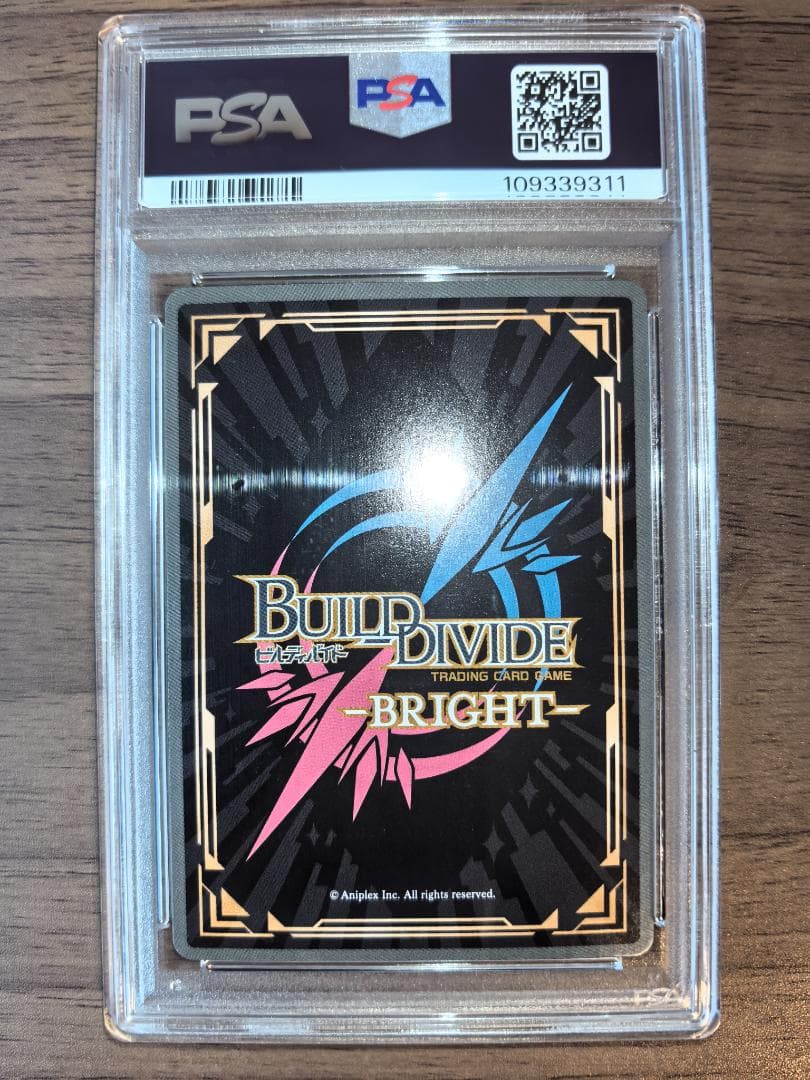 PSA
PSA
109339311
BUILD DIVIDE
ビルディバイド
TRADING CARD GAME
-BRIGHT-
© Aniplex Inc. All rights reserved.
PSA